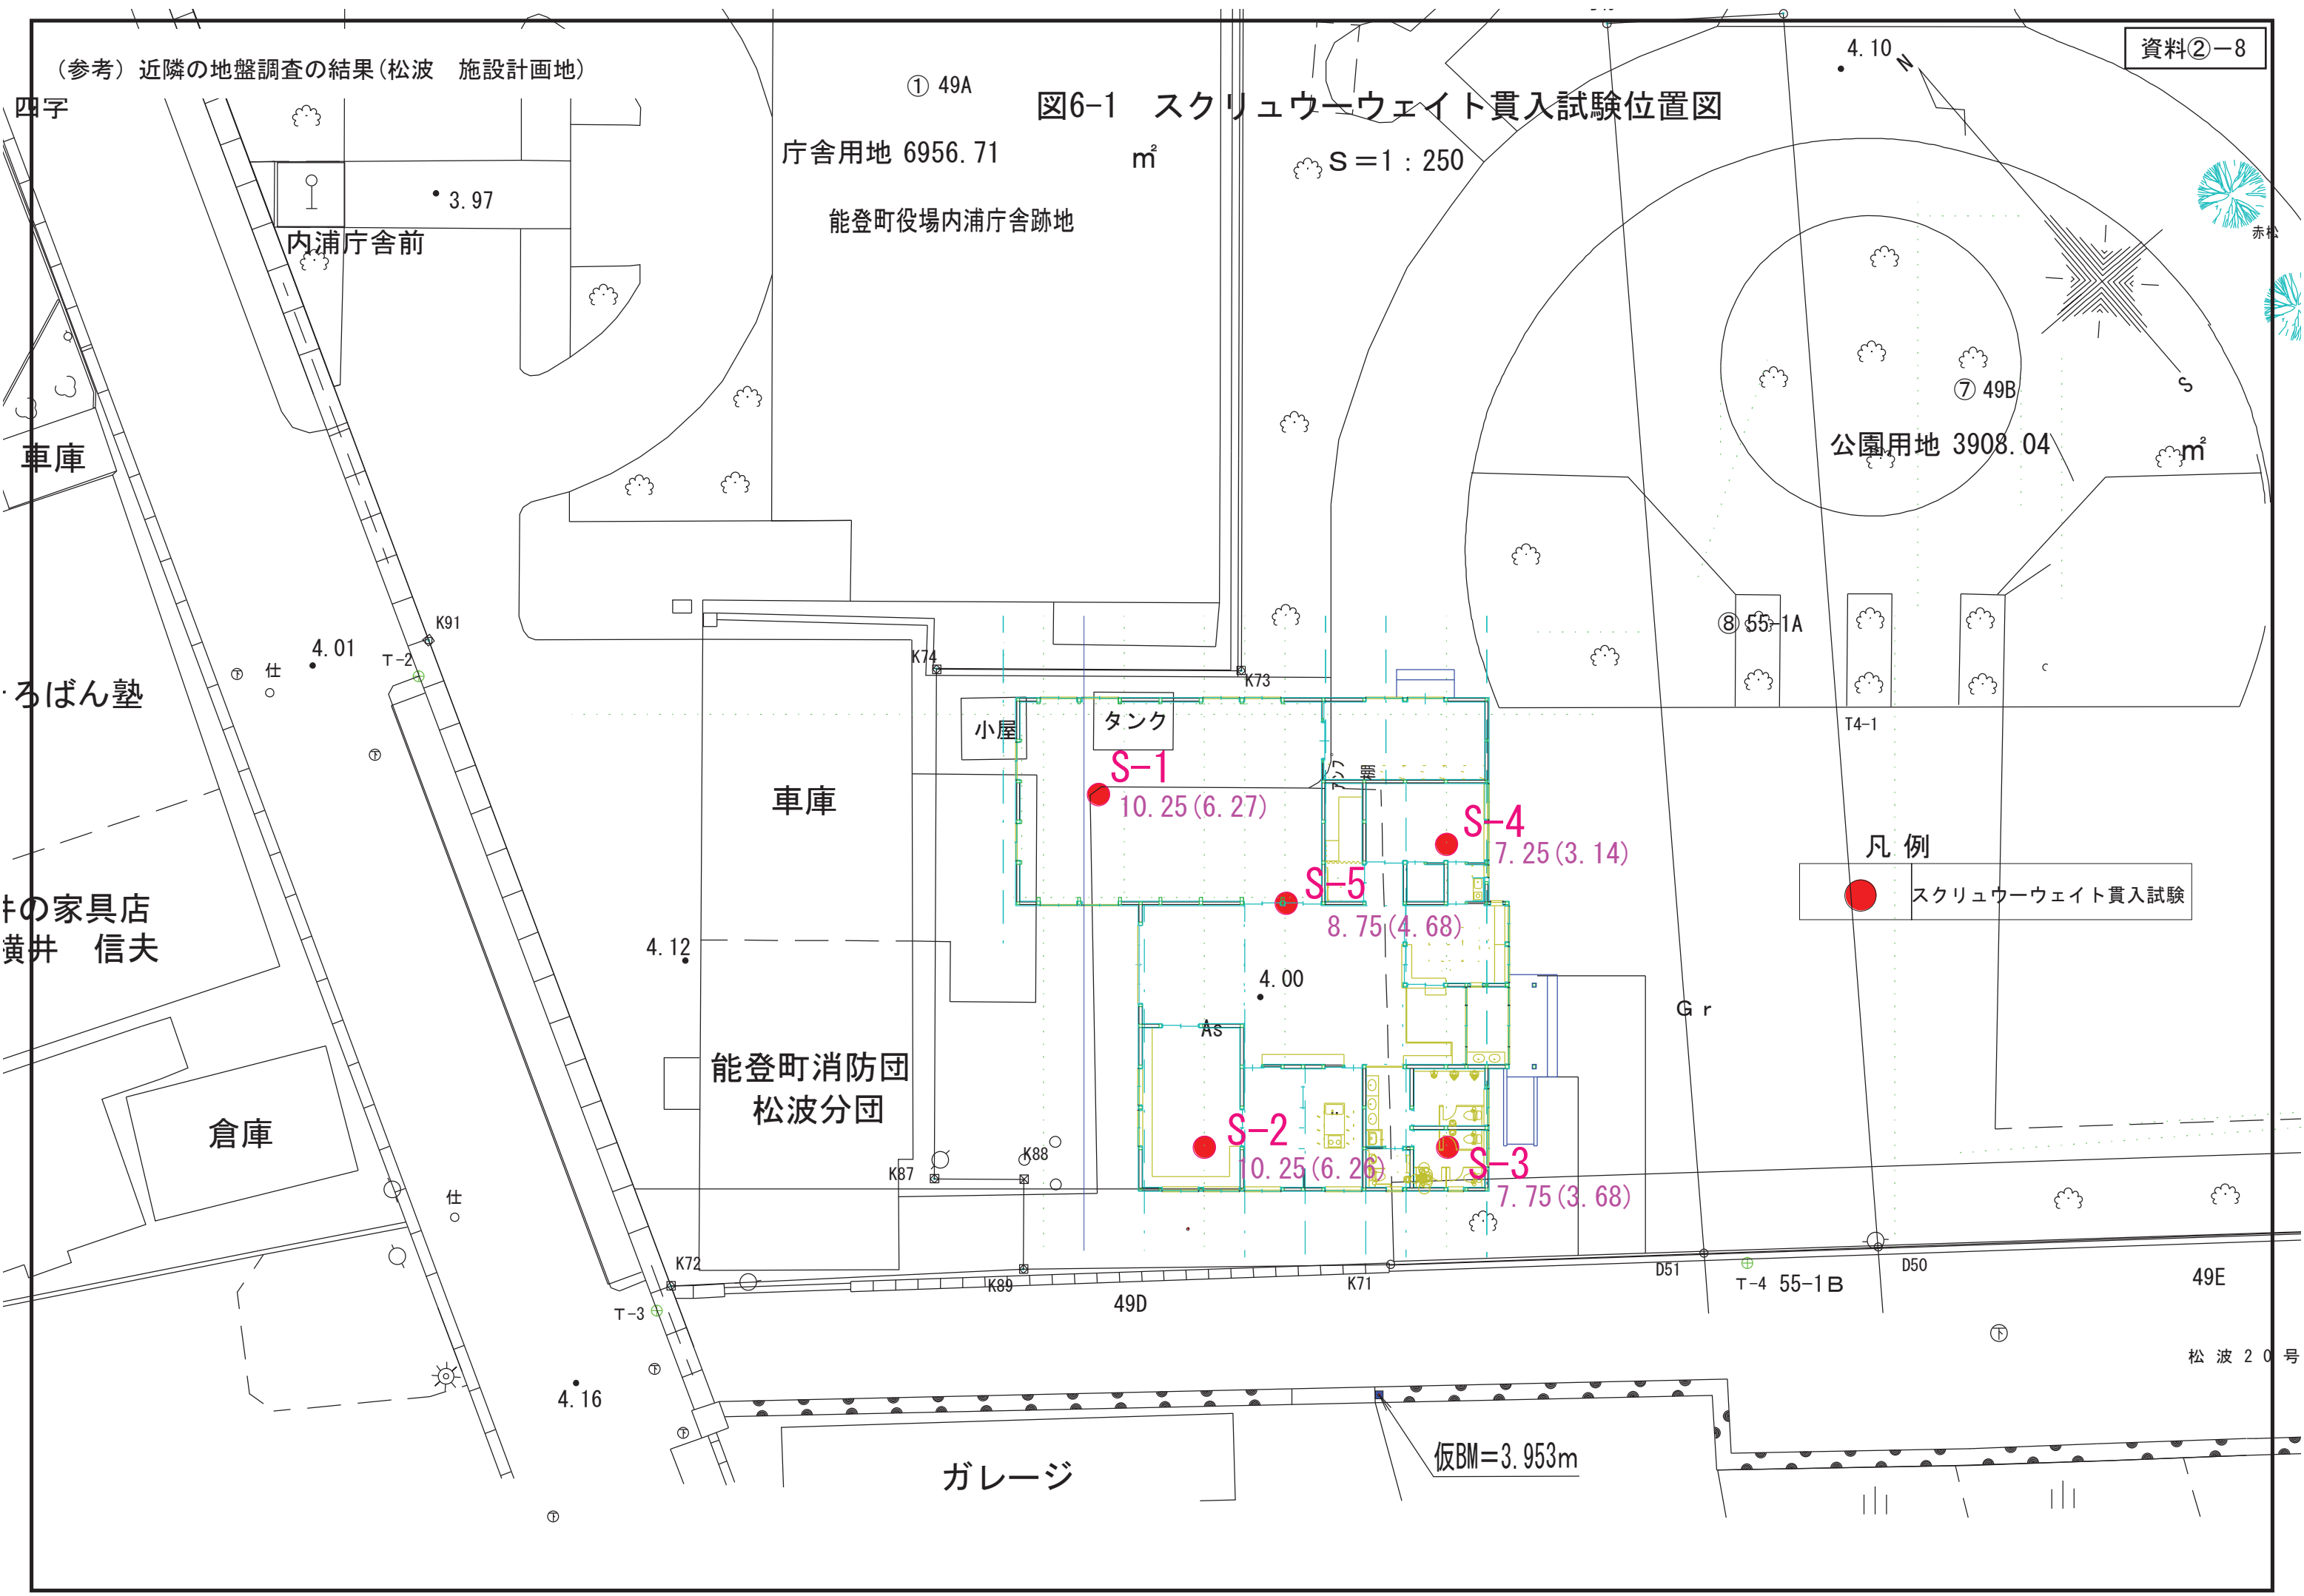 資料②－8
（参考）近隣の地盤調査の結果(松波　施設計画地)
四字
① 49A
図6-1　スクリュウーウェイト貫入試験位置図
S＝1：250
庁舎用地 6956.71　㎡
能登町役場内浦庁舎跡地
4.10
N
S
赤松
3.97
内浦庁舎前
⑦ 49B
公園用地 3908.04　㎡
⑧ 55-1A
車庫
K91
4.01
T-2
仕
ろばん塾
K74
K73
小屋
タンク
T4-1
S-1
10.25(6.27)
車庫
棚
S-4
7.25(3.14)
凡 例
スクリュウーウェイト貫入試験
S-5
8.75(4.68)
井の家具店
横井　信夫
4.12
4.00
As
Gr
能登町消防団
松波分団
倉庫
S-2
10.25(6.26)
S-3
7.75(3.68)
K87
K88
仕
K72
K89
K71
D51
D50
T-3
49D
T-4
55-1B
49E
下
松波20号
4.16
仮BM＝3.953m
ガレージ